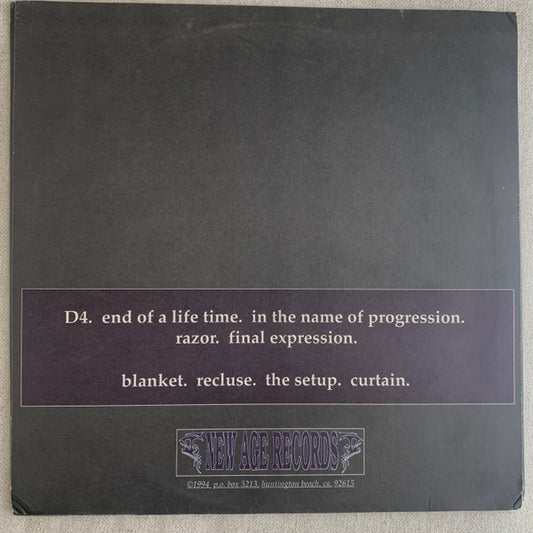 D4. end of a life time. in the name of progression.
razor. final expression.
blanket. recluse. the setup. curtain.
NEW AGE RECORDS
©1994 p.o. box 5213, huntington beach, ca. 92615